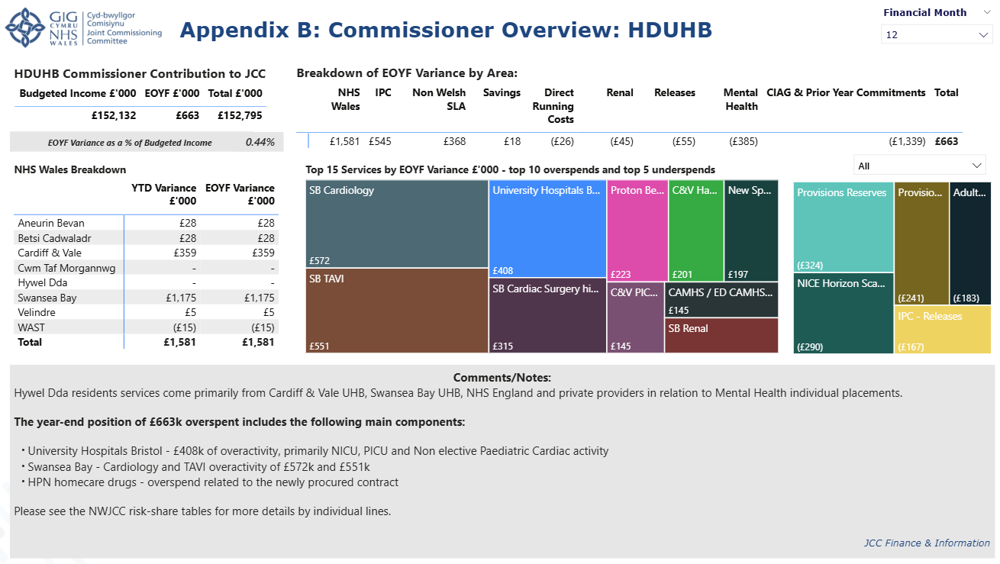 GIG
CYMRU
NHS
WALES
Cyd-bwyllgor
Comisiynu
Joint Commissioning
Committee
Appendix B: Commissioner Overview: HDUHB
Financial Month
12
HDUHB Commissioner Contribution to JCC
Budgeted Income £'000 EOYF £'000 Total £'000
£152,132 £663 £152,795
EOYF Variance as a % of Budgeted Income 0.44%
Breakdown of EOYF Variance by Area:
NHS Wales IPC Non Welsh SLA Savings Direct Running Costs Renal Releases Mental Health CIAG & Prior Year Commitments Total
£1,581 £545 £368 £18 (£26) (£45) (£55) (£385) (£1,339) £663
NHS Wales Breakdown
YTD Variance £'000 EOYF Variance £'000
Aneurin Bevan £28 £28
Betsi Cadwaladr £28 £28
Cardiff & Vale £359 £359
Cwm Taf Morgannwg - -
Hywel Dda - -
Swansea Bay £1,175 £1,175
Velindre £5 £5
WAST (£15) (£15)
Total £1,581 £1,581
Top 15 Services by EOYF Variance £'000 - top 10 overspends and top 5 underspends
All
SB Cardiology
£572
SB TAVI
£551
University Hospitals B...
£408
SB Cardiac Surgery hi...
£315
Proton Be...
£223
C&V Ha...
£201
New Sp...
£197
C&V PIC...
£145
CAMHS / ED CAMHS...
£145
SB Renal
Provisions Reserves
(£324)
NICE Horizon Sca...
(£290)
Provisio...
(£241)
Adult...
(£183)
IPC - Releases
(£167)
Comments/Notes:
Hywel Dda residents services come primarily from Cardiff & Vale UHB, Swansea Bay UHB, NHS England and private providers in relation to Mental Health individual placements.
The year-end position of £663k overspent includes the following main components:
• University Hospitals Bristol - £408k of overactivity, primarily NICU, PICU and Non elective Paediatric Cardiac activity
• Swansea Bay - Cardiology and TAVI overactivity of £572k and £551k
• HPN homecare drugs - overspend related to the newly procured contract
Please see the NWJCC risk-share tables for more details by individual lines.
JCC Finance & Information